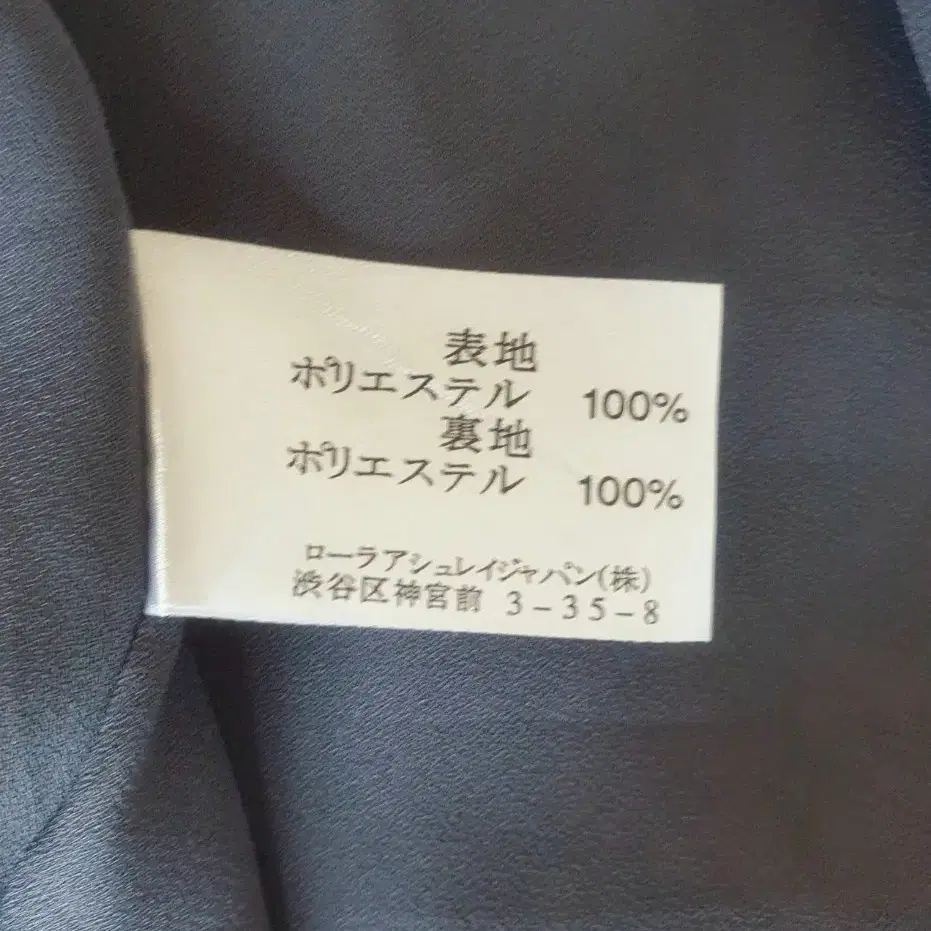 表地
ポリエステル 100%
裏地
ポリエステル 100%
ローラアシュレイジャパン(株)
渋谷区神宮前 3-35-8